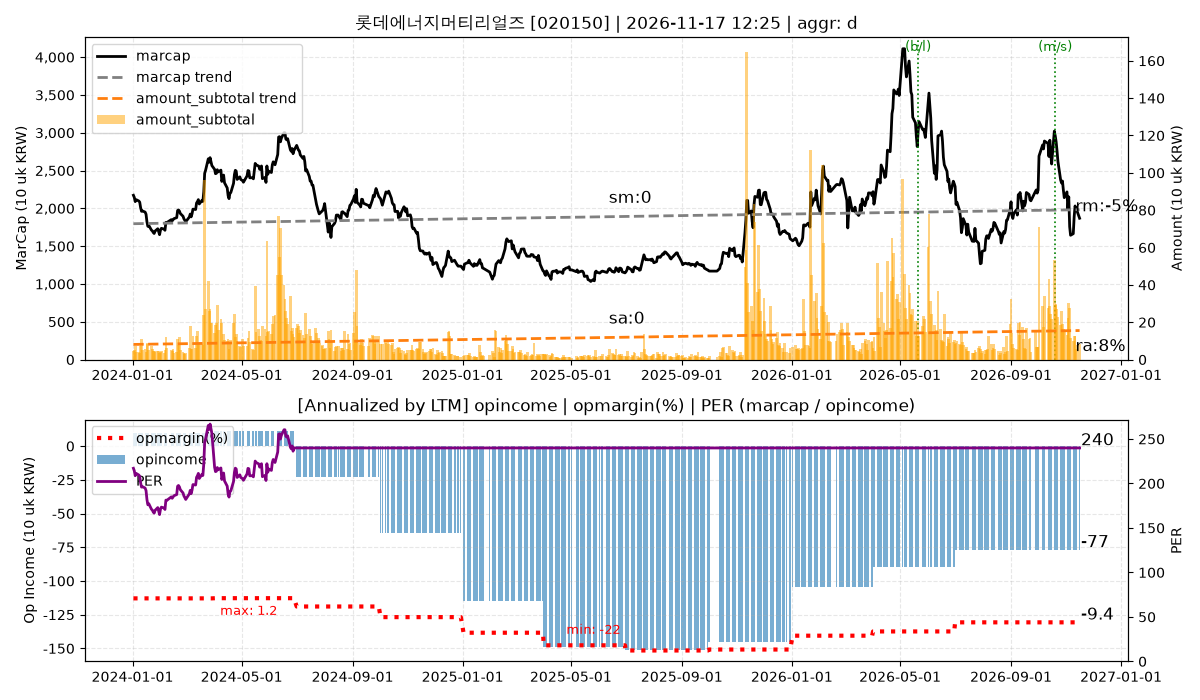 롯데에너지머티리얼즈 [020150] | 2026-11-17 12:25 | aggr: d
marcap
marcap trend
amount_subtotal trend
amount_subtotal
(b/l)
(m/s)
4,000
3,500
3,000
2,500
2,000
1,500
1,000
500
0
MarCap (10 uk KRW)
160
140
120
100
80
60
40
20
0
Amount (10 uk KRW)
sm:0
rm:-5%
sa:0
ra:8%
2024-01-01
2024-05-01
2024-09-01
2025-01-01
2025-05-01
2025-09-01
2026-01-01
2026-05-01
2026-09-01
2027-01-01
[Annualized by LTM] opincome | opmargin(%) | PER (marcap / opincome)
opmargin(%)
opincome
PER
0
-25
-50
-75
-100
-125
-150
Op Income (10 uk KRW)
250
200
150
100
50
0
PER
240
-77
-9.4
max: 1.2
min: -22
2024-01-01
2024-05-01
2024-09-01
2025-01-01
2025-05-01
2025-09-01
2026-01-01
2026-05-01
2026-09-01
2027-01-01